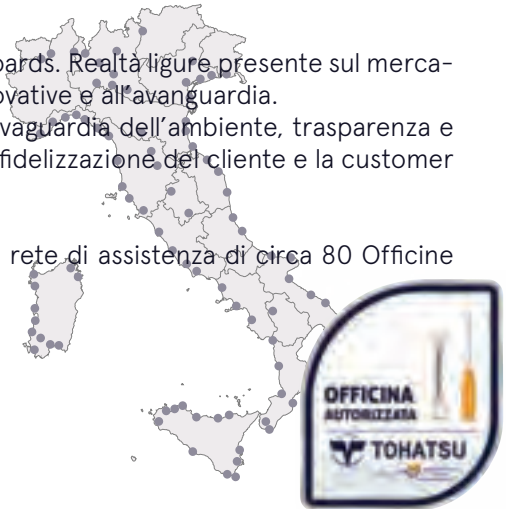 oards. Realtà ligure presente sul merca-
ovative e all'avanguardia.
vaguardia dell'ambiente, trasparenza e
fidelizzazione del cliente e la customer
rete di assistenza di circa 80 Officine
OFFICINA
AUTORIZZATA
TOHATSU